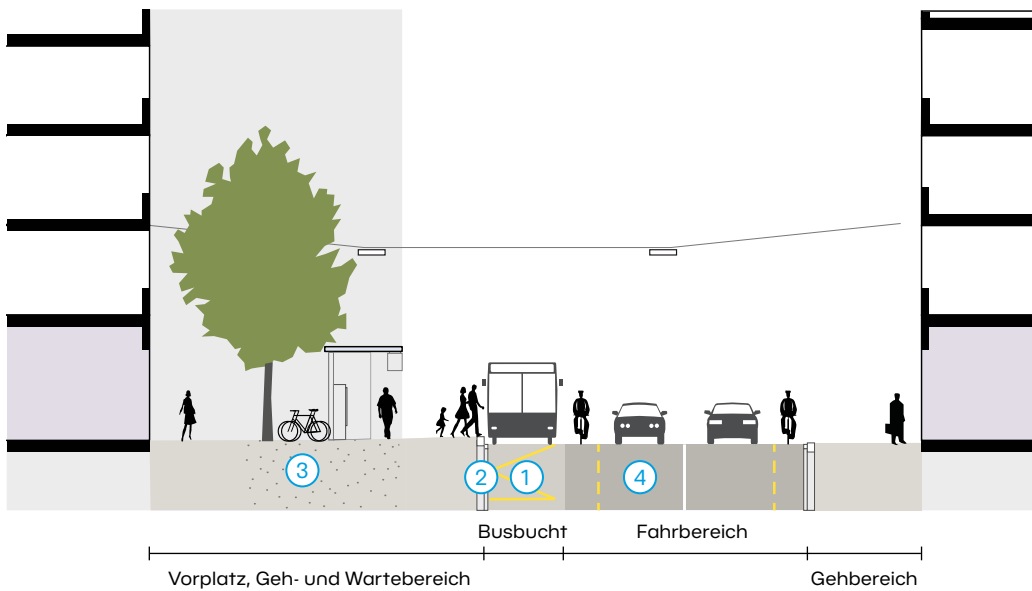 3
2
1
4
Busbucht
Fahrbereich
Vorplatz, Geh- und Wartebereich
Gehbereich